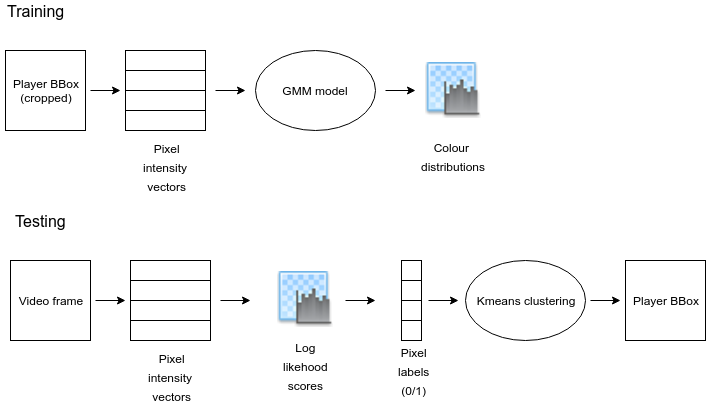 Training
Player BBox
(cropped)
Pixel
intensity
vectors
GMM model
Colour
distributions
Testing
Video frame
Pixel
intensity
vectors
Log
likehood
scores
Pixel
labels
(0/1)
Kmeans clustering
Player BBox